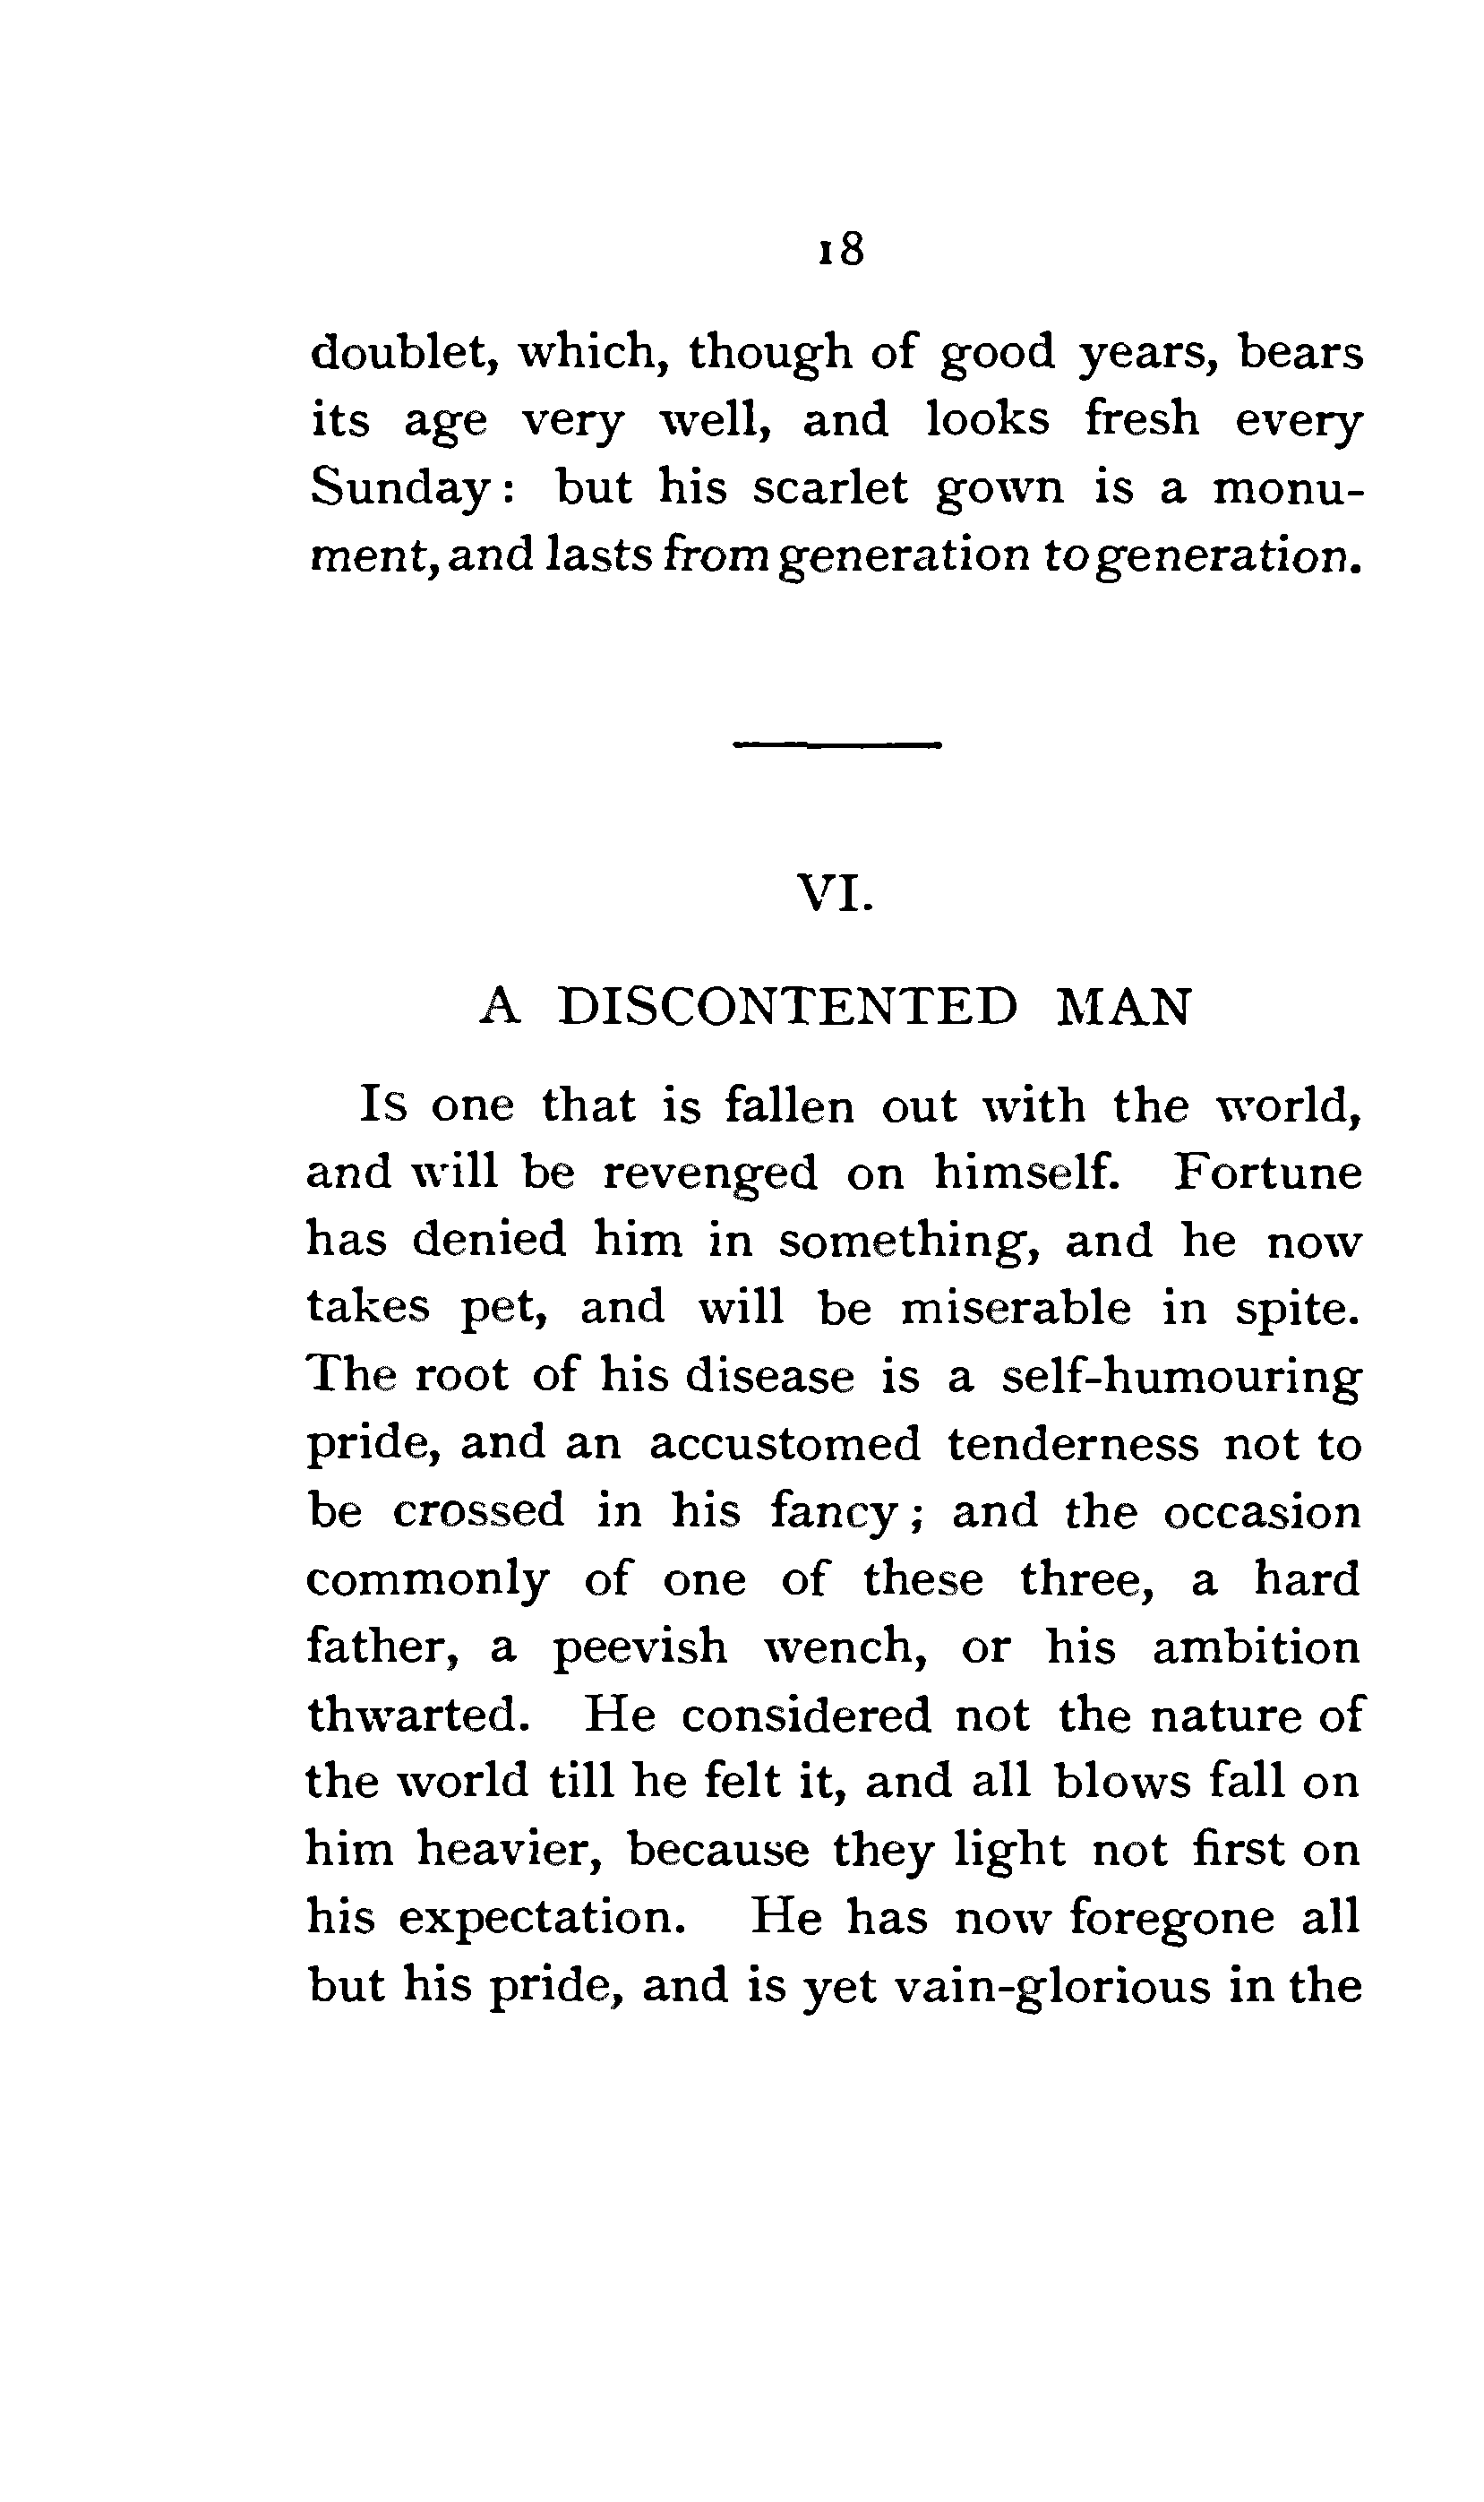 18
doublet, which, though of good years, bears
its age very well, and looks fresh every
Sunday: but his scarlet gown is a monu-
ment, and lasts from generation to generation.
VI.
A DISCONTENTED MAN
Is one that is fallen out with the world,
and will be revenged on himself. Fortune
has denied him in something, and he now
takes pet, and will be miserable in spite.
The root of his disease is a self-humouring
pride, and an accustomed tenderness not to
be crossed in his fancy; and the occasion
commonly of one of these three, a hard
father, a peevish wench, or his ambition
thwarted. He considered not the nature of
the world till he felt it, and all blows fall on
him heavier, because they light not first on
his expectation. He has now foregone all
but his pride, and is yet vain-glorious in the